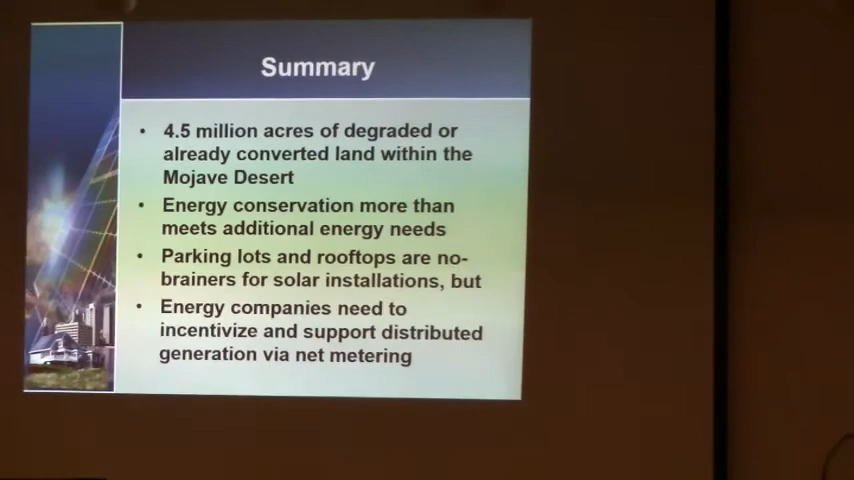 Summary
• 4.5 million acres of degraded or
already converted land within the
Mojave Desert
• Energy conservation more than
meets additional energy needs
• Parking lots and rooftops are no-
brainers for solar installations, but
• Energy companies need to
incentivize and support distributed
generation via net metering